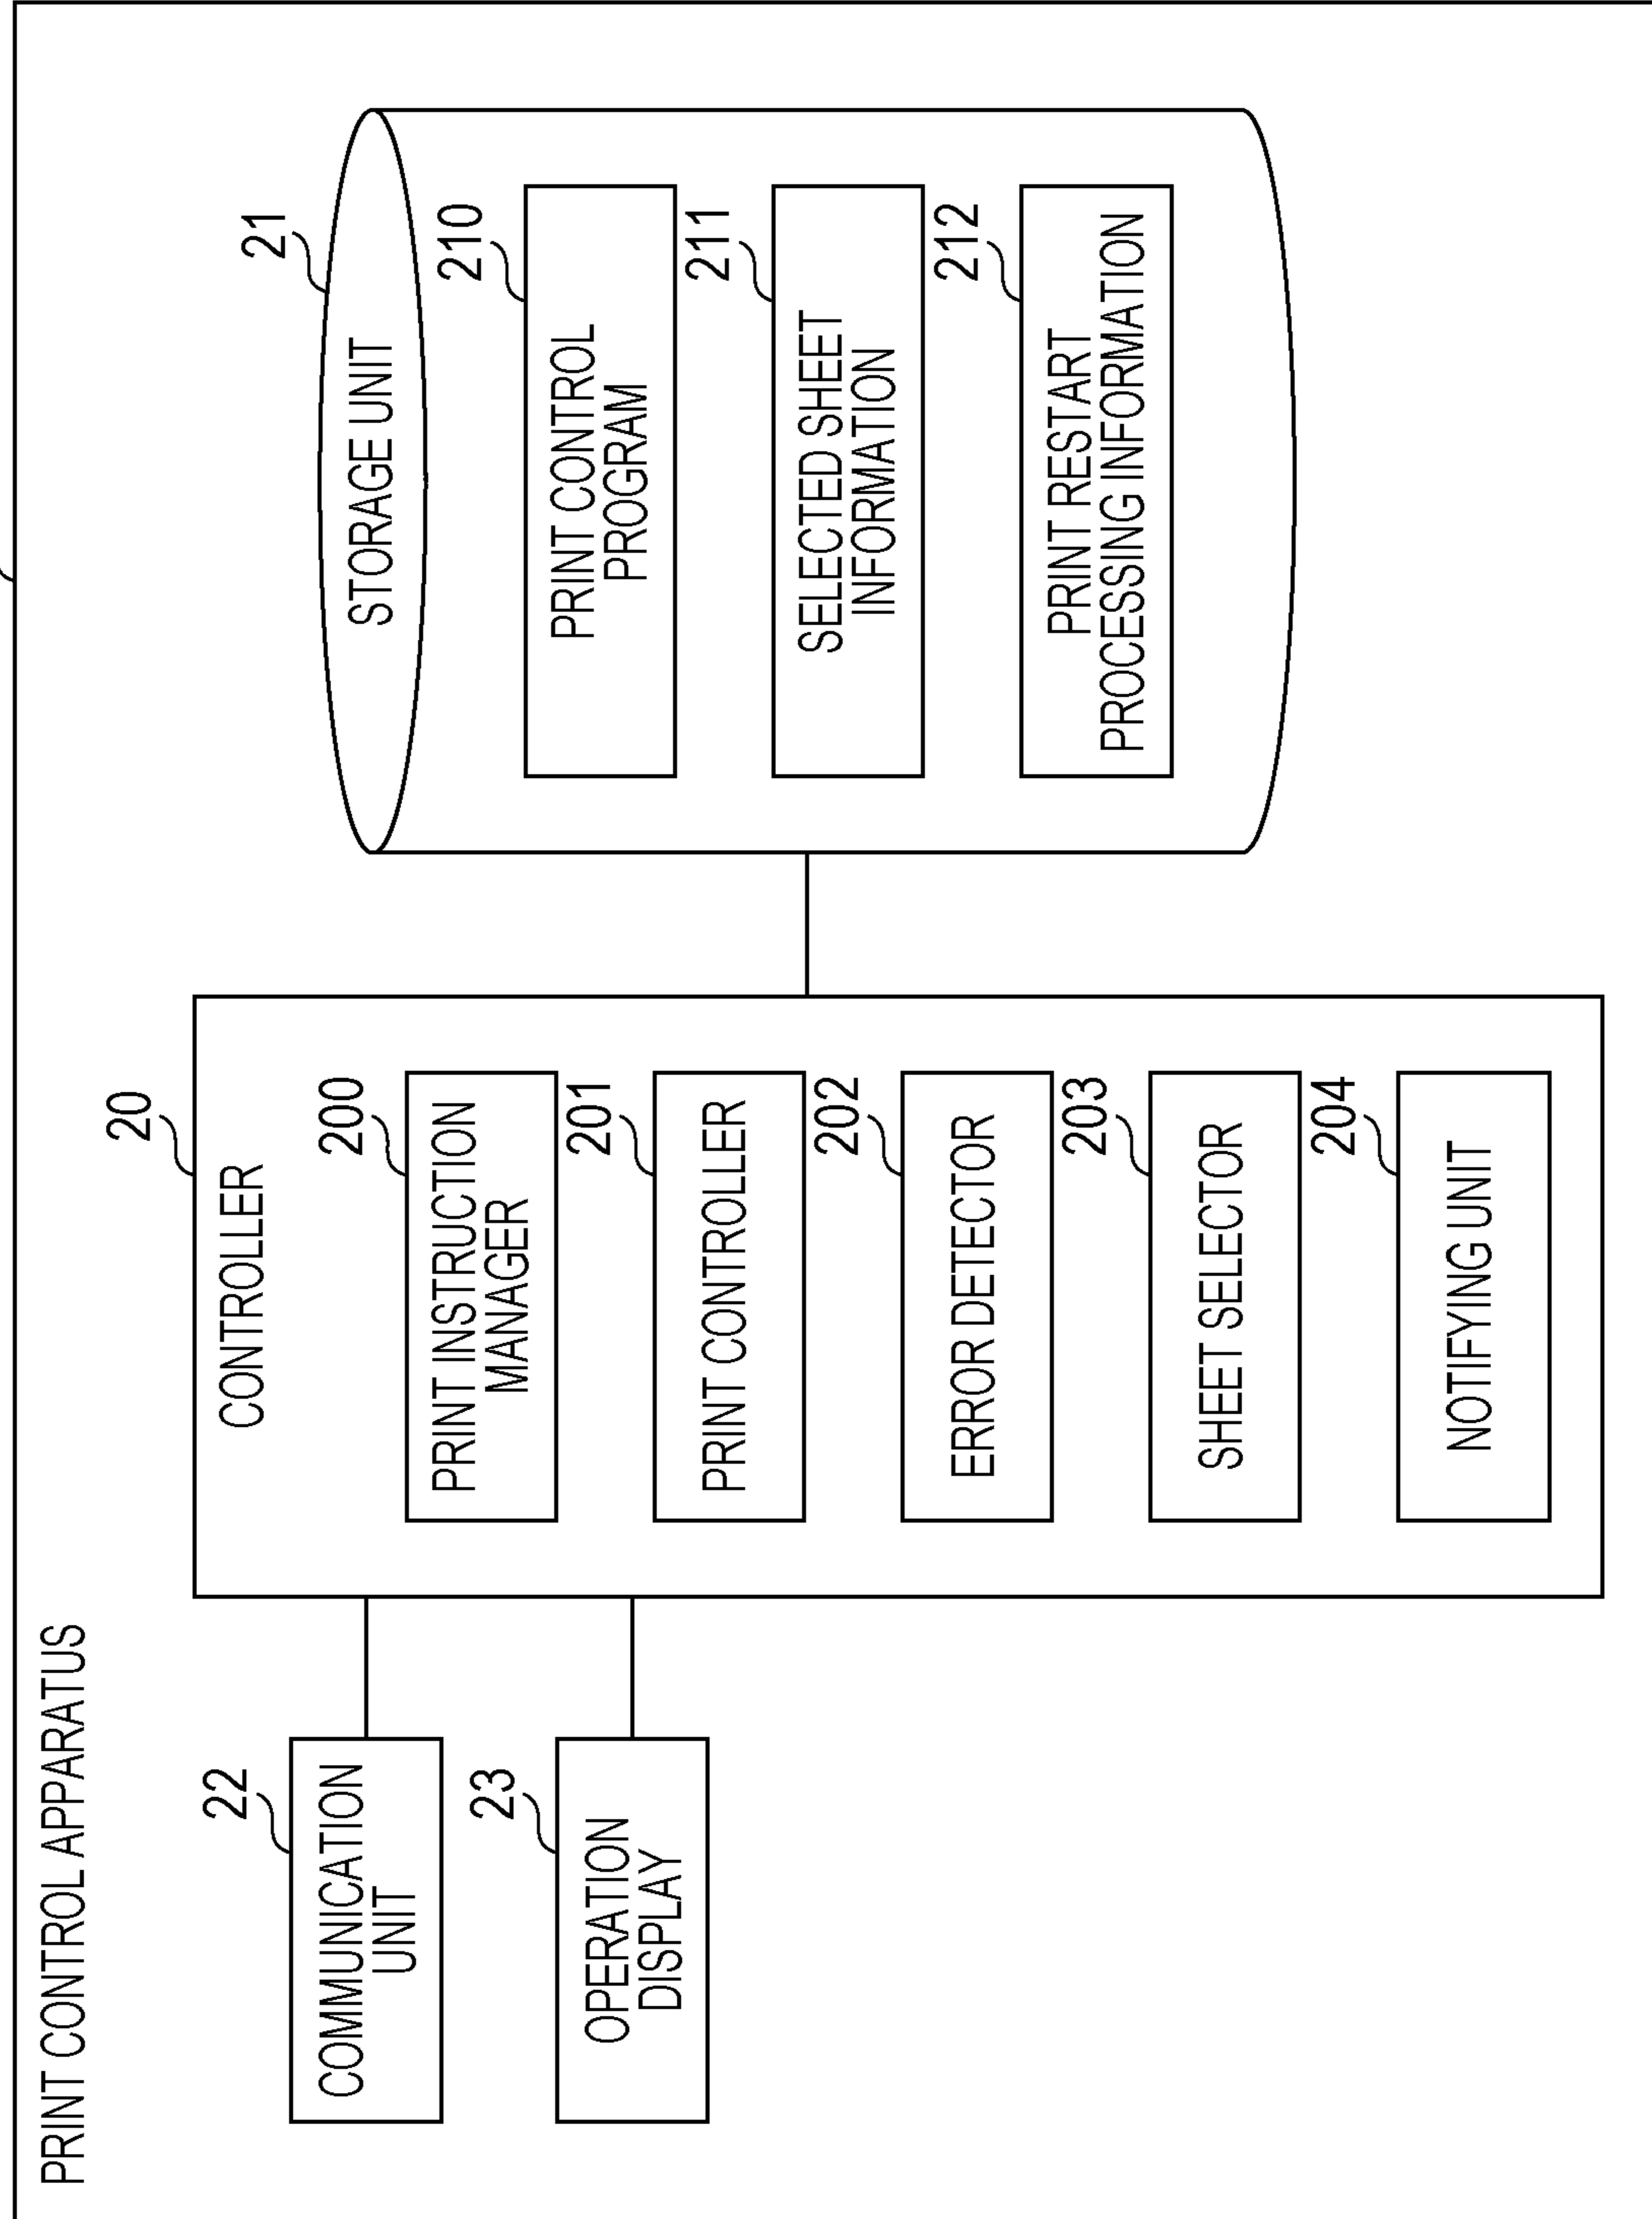 PRINT CONTROL APPARATUS
22
COMMUNICATION
UNIT
23
OPERATION
DISPLAY
20
CONTROLLER
200
PRINT INSTRUCTION
MANAGER
201
PRINT CONTROLLER
202
ERROR DETECTOR
203
SHEET SELECTOR
204
NOTIFYING UNIT
21
STORAGE UNIT
210
PRINT CONTROL
PROGRAM
211
SELECTED SHEET
INFORMATION
212
PRINT RESTART
PROCESSING INFORMATION